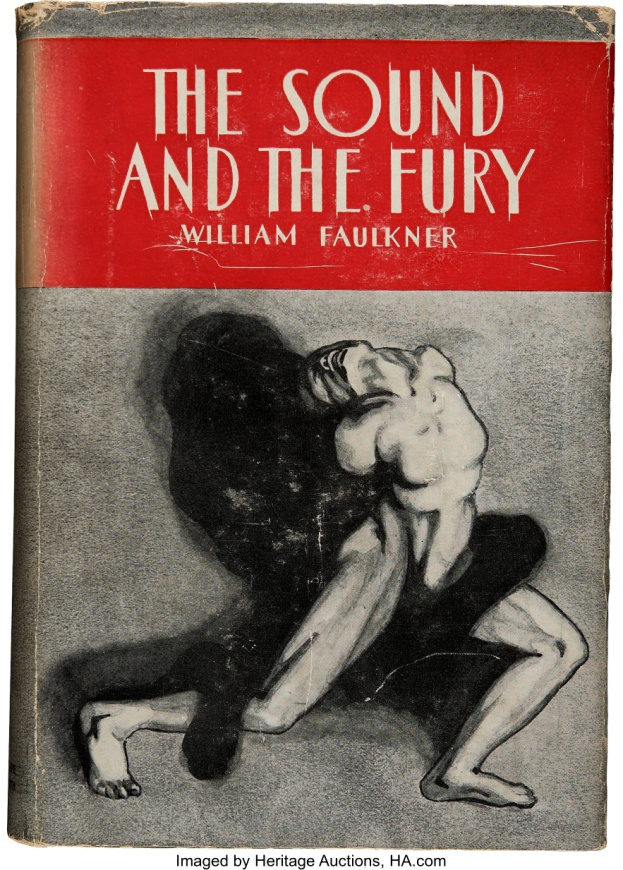 THE SOUND
AND THE FURY
WILLIAM FAULKNER
Imaged by Heritage Auctions, HA.com